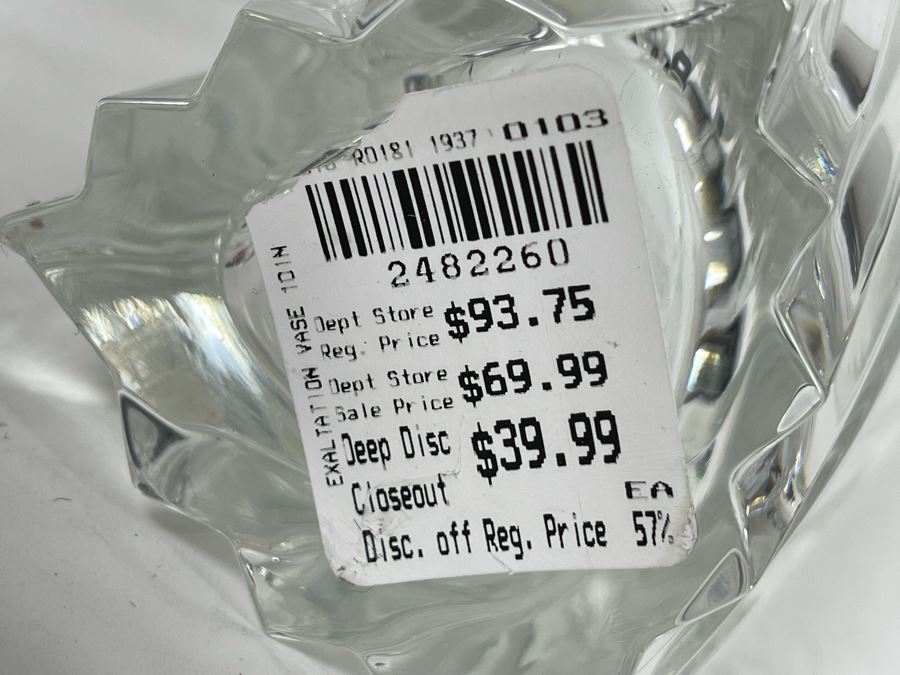 RD181 1937 0103
2482260
EXALTATION VASE 10IN
Dept Store $93.75
Reg. Price
Dept Store $69.99
Sale Price
Deep Disc $39.99
Closeout EA
Disc. off Reg. Price 57%